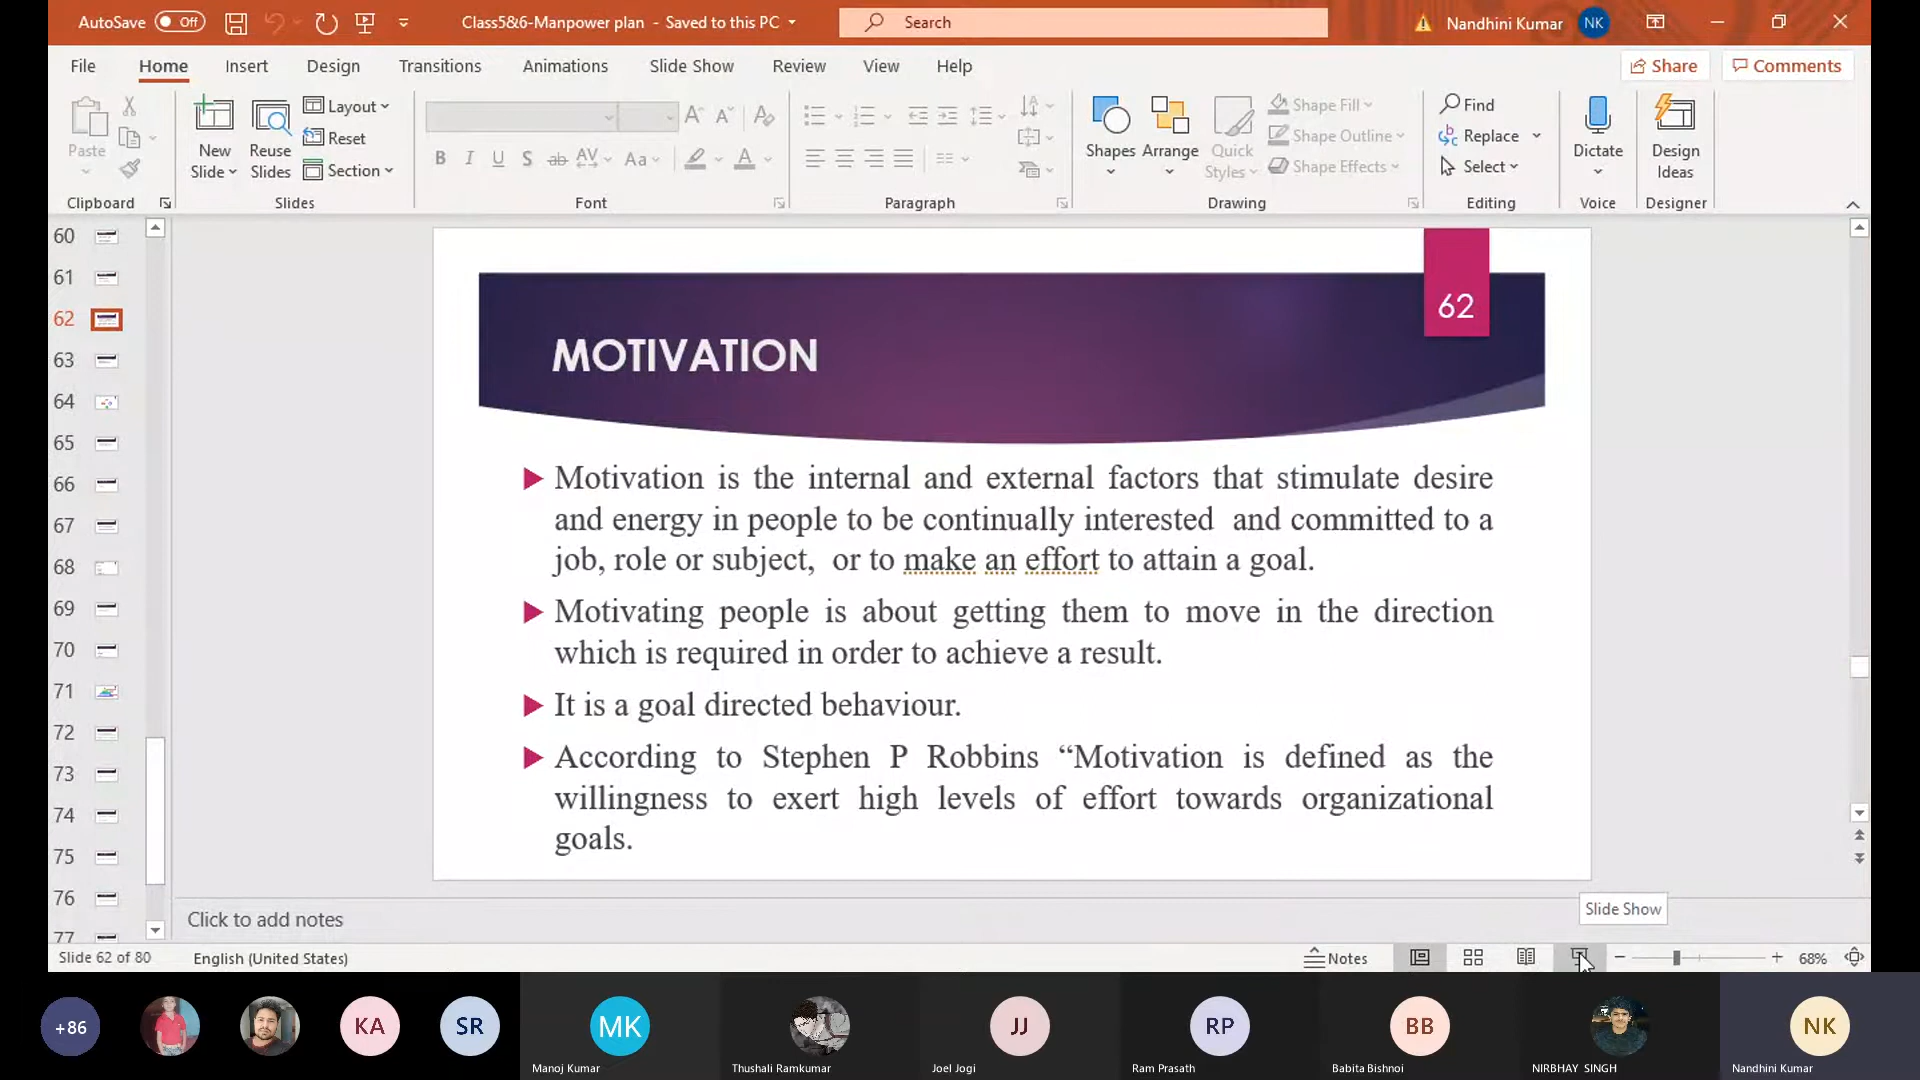 AutoSave Off Class5&6-Manpower plan - Saved to this PC Search Nandhini Kumar NK
File Home Insert Design Transitions Animations Slide Show Review View Help Share Comments
Paste
New Slide
Reuse Slides
Layout
Reset
Section
B I U S ab AV Aa A
Shapes Arrange Quick Styles
Shape Fill
Shape Outline
Shape Effects
Find
Replace
Select
Dictate
Design Ideas
Clipboard Slides Font Paragraph Drawing Editing Voice Designer
60
61
62
63
64
65
66
67
68
69
70
71
72
73
74
75
76
77
62
MOTIVATION
Motivation is the internal and external factors that stimulate desire
and energy in people to be continually interested and committed to a
job, role or subject, or to make an effort to attain a goal.
Motivating people is about getting them to move in the direction
which is required in order to achieve a result.
It is a goal directed behaviour.
According to Stephen P Robbins “Motivation is defined as the
willingness to exert high levels of effort towards organizational
goals.
Click to add notes
Slide Show
Slide 62 of 80 English (United States) Notes 68%
+86 KA SR MK JJ RP BB NK
Manoj Kumar Thushali Ramkumar Joel Jogi Ram Prasath Babita Bishnoi NIRBHAY SINGH Nandhini Kumar